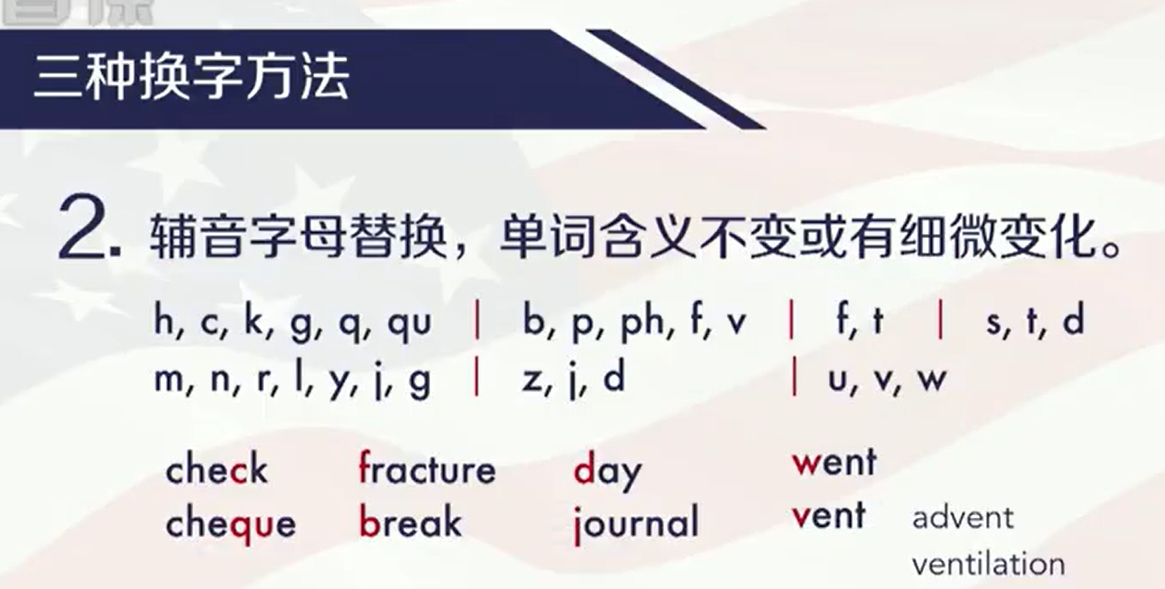 三种换字方法
2. 辅音字母替换，单词含义不变或有细微变化。
h, c, k, g, q, qu | b, p, ph, f, v | f, t | s, t, d
m, n, r, l, y, j, g | z, j, d | u, v, w
check fracture day went
cheque break journal vent advent
ventilation